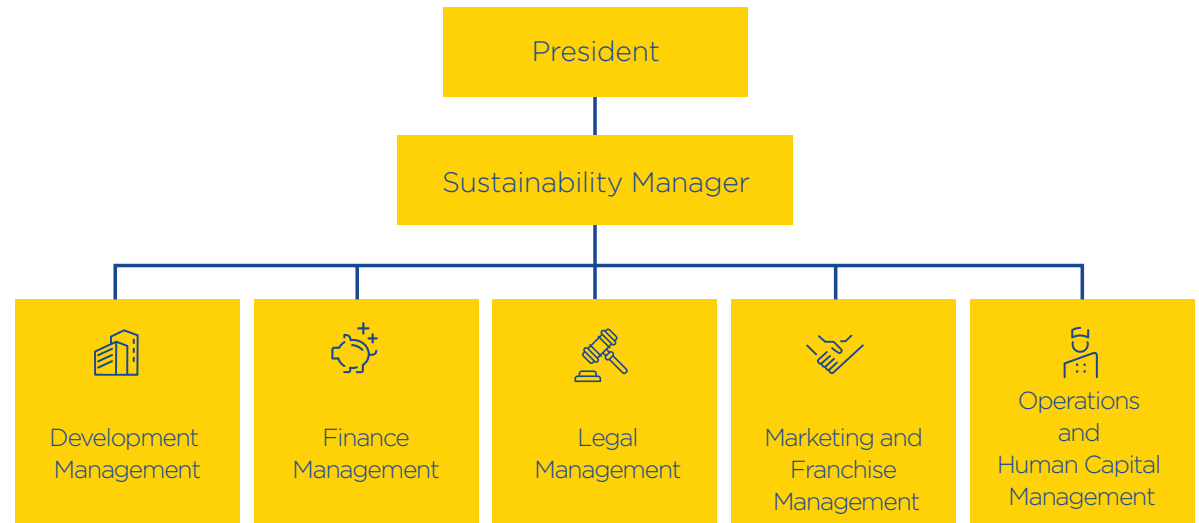 President
Sustainability Manager
Development
Management
Finance
Management
Legal
Management
Marketing and
Franchise
Management
Operations
and
Human Capital
Management